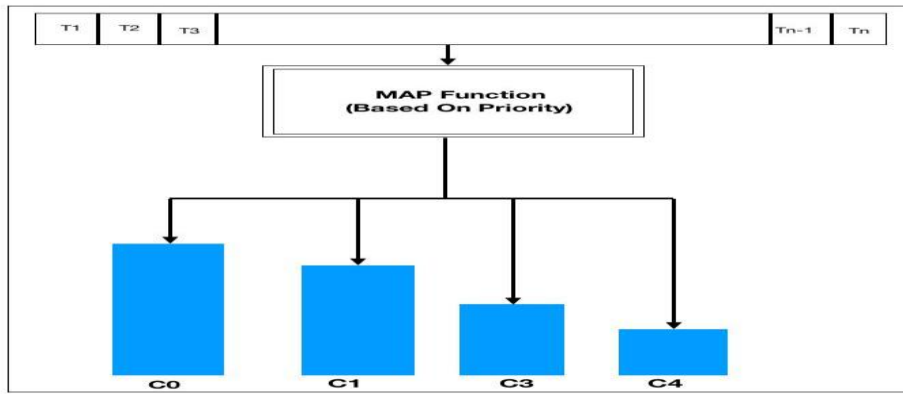 T1 T2 T3 Tn-1 Tn
MAP Function
(Based On Priority)
C0 C1 C3 C4